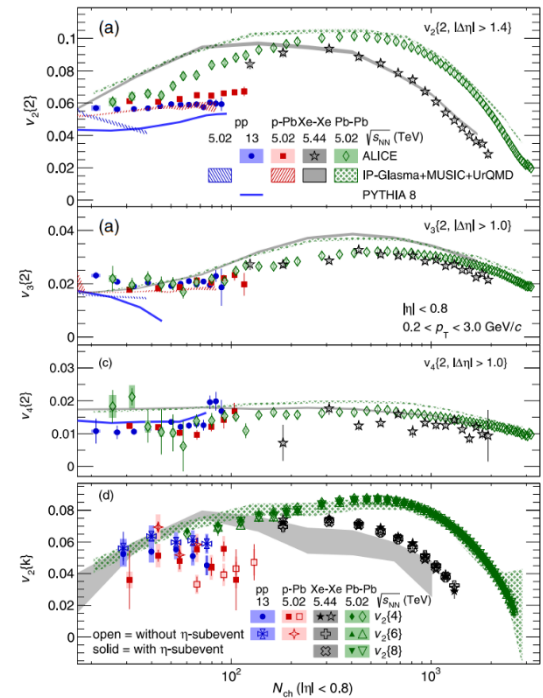 (a)
v₂{2, |Δη| > 1.4}
0.1
0.08
0.06
0.04
0.02
v₂{2}
pp p-Pb Xe-Xe Pb-Pb
5.02 13 5.02 5.44 5.02 √sNN (TeV)
ALICE
IP-Glasma+MUSIC+UrQMD
PYTHIA 8
(a)
v₃{2, |Δη| > 1.0}
0.04
0.02
0
v₃{2}
|η| < 0.8
0.2 < pT < 3.0 GeV/c
(c)
v₄{2, |Δη| > 1.0}
0.03
0.02
0.01
0
v₄{2}
(d)
0.08
0.06
0.04
0.02
0
v₂{k}
pp p-Pb Xe-Xe Pb-Pb
13 5.02 5.44 5.02 √sNN (TeV)
v₂{4}
v₂{6}
v₂{8}
open = without η-subevent
solid = with η-subevent
10² 10³
Nch (|η| < 0.8)